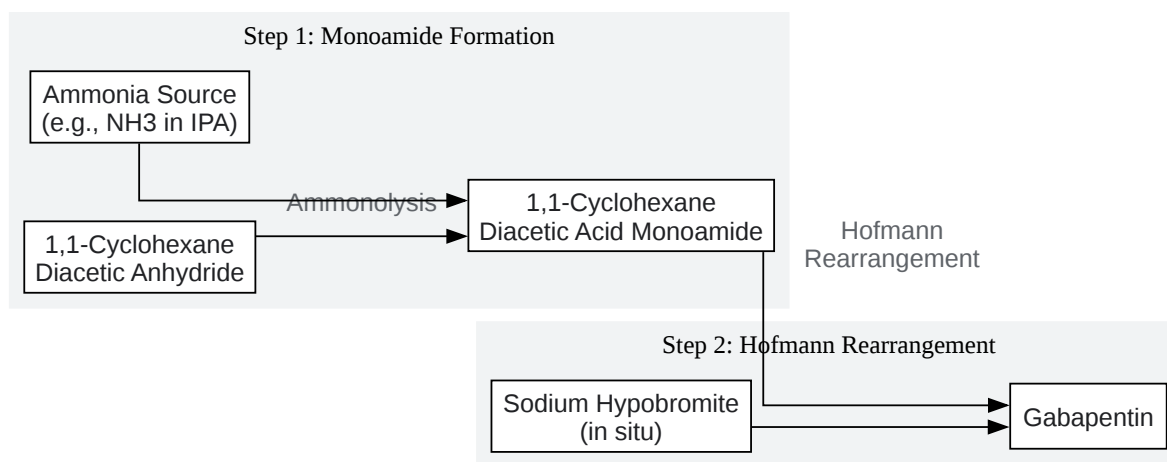 Step 1: Monoamide Formation
Ammonia Source
(e.g., NH3 in IPA)
Ammonolysis
1,1-Cyclohexane
Diacetic Acid Monoamide
1,1-Cyclohexane
Diacetic Anhydride
Hofmann
Rearrangement
Step 2: Hofmann Rearrangement
Sodium Hypobromite
(in situ)
Gabapentin